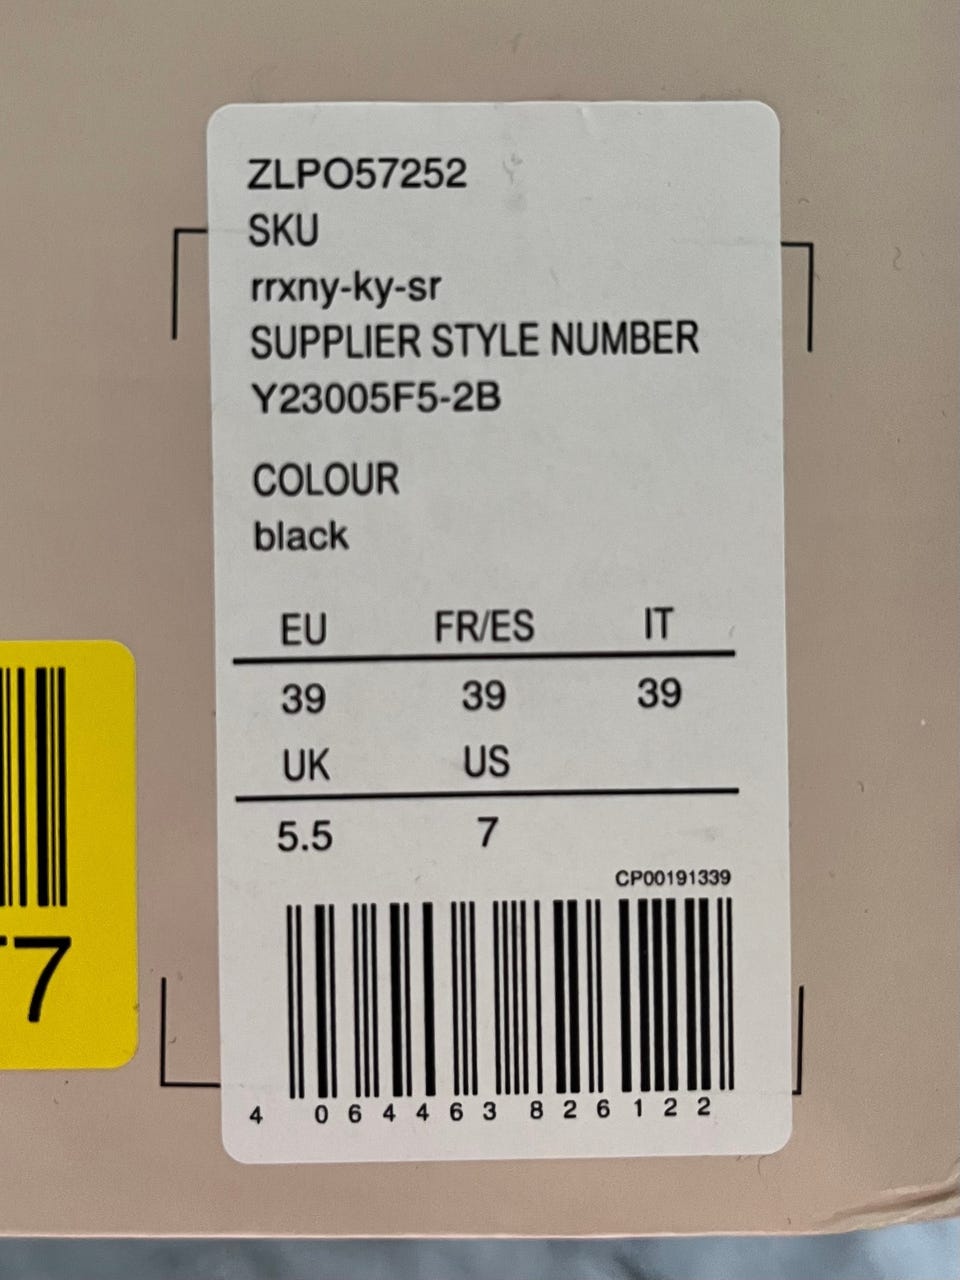 ZLPO57252
SKU
rrxny-ky-sr
SUPPLIER STYLE NUMBER
Y23005F5-2B
COLOUR
black
EU FR/ES IT
39 39 39
UK US
5.5 7
CP00191339
4 064463 826122
7